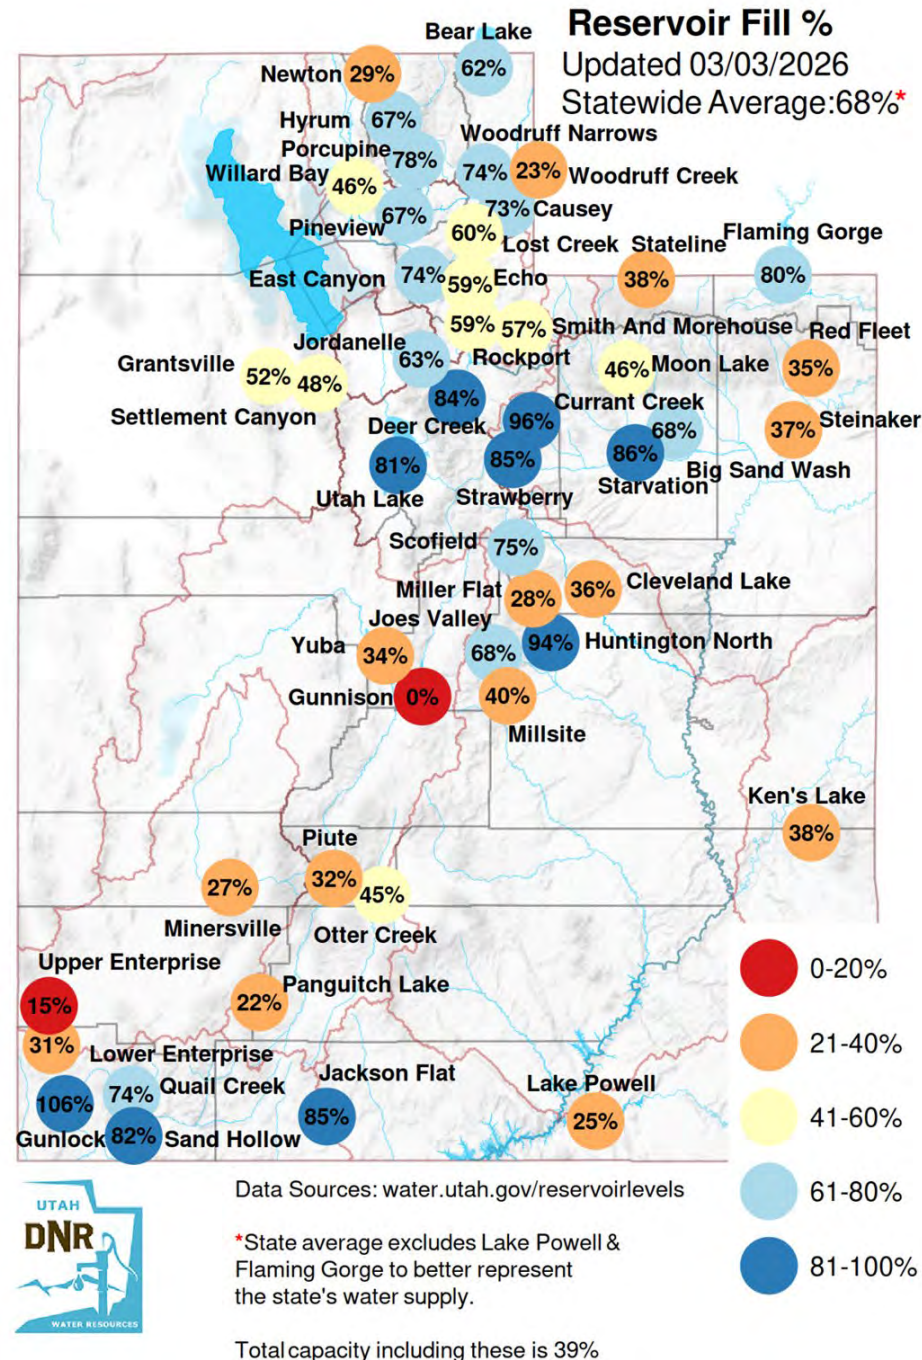 Reservoir Fill %
Updated 03/03/2026
Statewide Average:68%*
Bear Lake
62%
Newton
29%
Hyrum
67%
Porcupine
78%
Woodruff Narrows
74%
23%
Woodruff Creek
Willard Bay
46%
Pineview
67%
73%
Causey
60%
Lost Creek
Stateline
38%
Flaming Gorge
80%
East Canyon
74%
59%
Echo
59%
Rockport
57%
Smith And Morehouse
Red Fleet
35%
Jordanelle
63%
Grantsville
52%
48%
Settlement Canyon
46%
Moon Lake
84%
Deer Creek
96%
Currant Creek
68%
Big Sand Wash
37%
Steinaker
81%
Utah Lake
85%
Strawberry
86%
Starvation
Scofield
75%
Miller Flat
28%
36%
Cleveland Lake
Joes Valley
68%
94%
Huntington North
Yuba
34%
Gunnison
0%
40%
Millsite
Ken's Lake
38%
Piute
32%
27%
Minersville
45%
Otter Creek
Upper Enterprise
15%
Panguitch Lake
22%
31%
Lower Enterprise
106%
Gunlock
74%
Quail Creek
82%
Sand Hollow
Jackson Flat
85%
Lake Powell
25%
0-20%
21-40%
41-60%
61-80%
81-100%
UTAH
DNR
WATER RESOURCES
Data Sources: water.utah.gov/reservoirlevels
*State average excludes Lake Powell &
Flaming Gorge to better represent
the state's water supply.
Total capacity including these is 39%